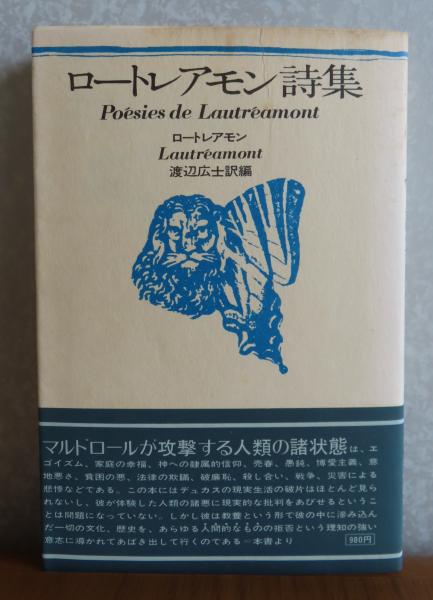 ロートレアモン詩集
Poésies de Lautréamont
ロートレアモン
Lautréamont
渡辺広士訳編
マルドロールが攻撃する人類の諸状態は、エ
ゴイズム、家庭の幸福、神への隷属的信仰、売春、愚鈍、博愛主義、意
地悪さ、貧困の悪、法律の欺瞞、破廉恥、殺し合い、戦争、災害による
悲惨などである。この本にはデュカスの現実生活の破片はほとんど見ら
れないし、彼が体験した人類の諸悪に現実的な批判をあびせるというこ
とは問題になっていない。しかし彼は教養という形で彼の中に滲み込ん
だ一切の文化、歴史を、あらゆる人間的なものの拒否という理知の強い
意志に導かれてあばき出して行くのである＝本書より
980円